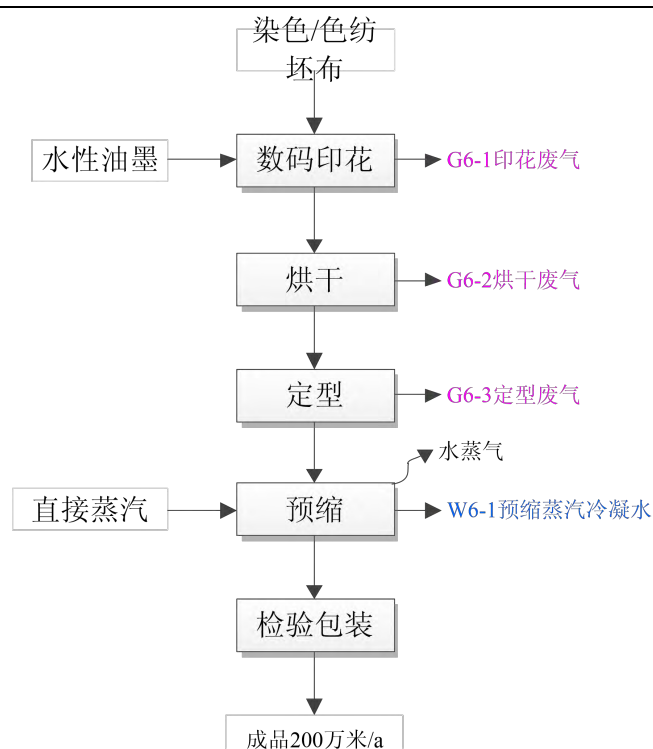 染色/色纺
坯布
水性油墨
数码印花
G6-1印花废气
烘干
G6-2烘干废气
定型
G6-3定型废气
水蒸气
直接蒸汽
预缩
W6-1预缩蒸汽冷凝水
检验包装
成品200万米/a